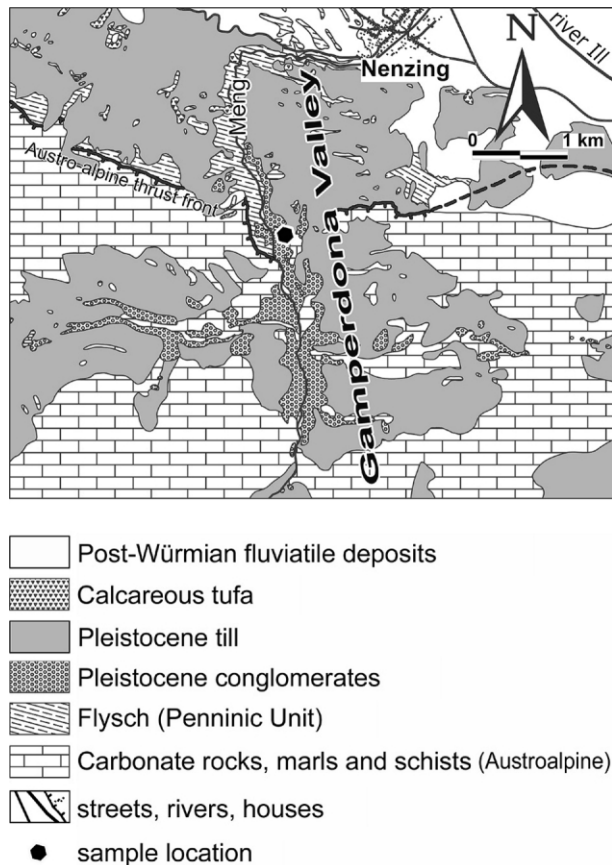 river Ill
N
Nenzing
0 1 km
Meng
Gamperdona Valley
Austro-alpine thrust front
Post-Würmian fluviatile deposits
Calcareous tufa
Pleistocene till
Pleistocene conglomerates
Flysch (Penninic Unit)
Carbonate rocks, marls and schists (Austroalpine)
streets, rivers, houses
sample location